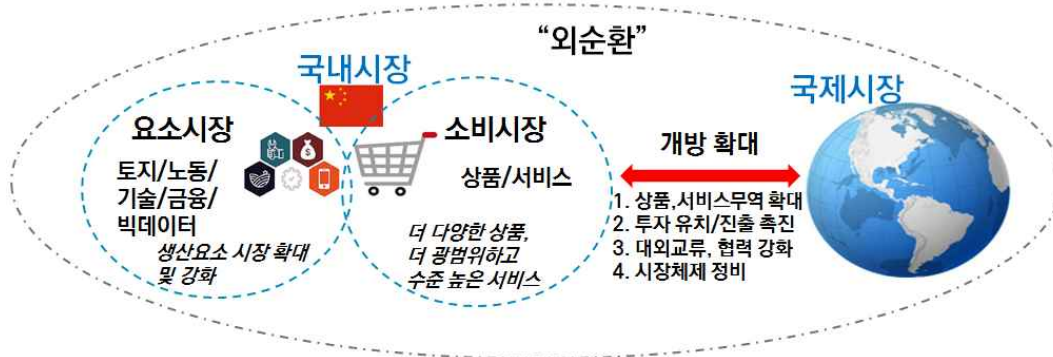 “외순환”
국내시장
국제시장
요소시장
토지/노동/
기술/금융/
빅데이터
생산요소 시장 확대
및 강화
소비시장
상품/서비스
더 다양한 상품,
더 광범위하고
수준 높은 서비스
개방 확대
1. 상품,서비스무역 확대
2. 투자 유치/진출 촉진
3. 대외교류, 협력 강화
4. 시장체제 정비